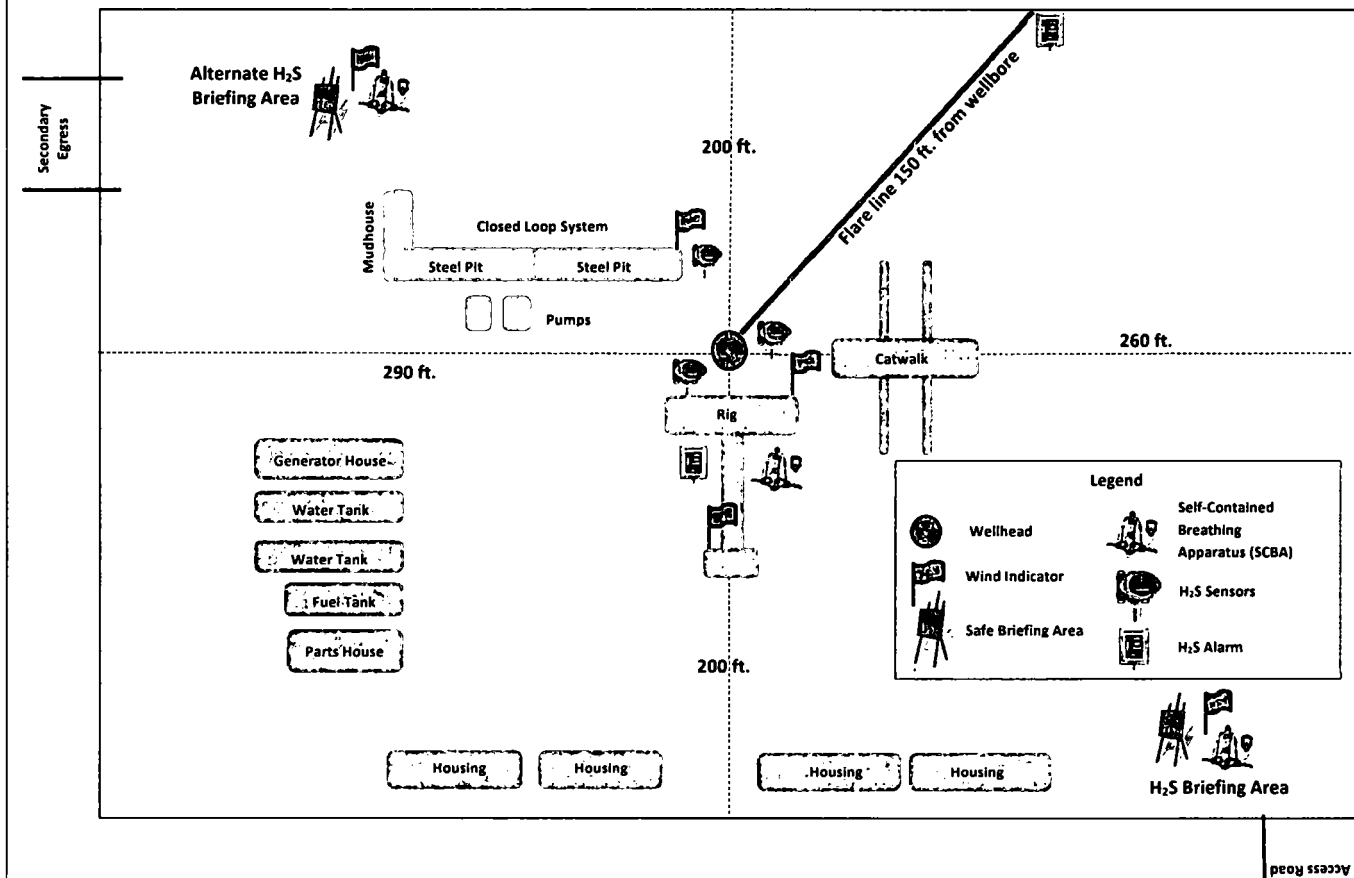 Alternate H₂S
Briefing Area
Secondary
Egress
200 ft.
Flare line 150 ft. from wellbore
Mudhouse
Closed Loop System
Steel Pit
Steel Pit
Pumps
290 ft.
260 ft.
Catwalk
Rig
Generator House
Water Tank
Water Tank
Fuel Tank
Parts House
200 ft.
Legend
Wellhead
Wind Indicator
Safe Briefing Area
Self-Contained
Breathing
Apparatus (SCBA)
H₂S Sensors
H₂S Alarm
Housing
Housing
Housing
Housing
H₂S Briefing Area
Access Road